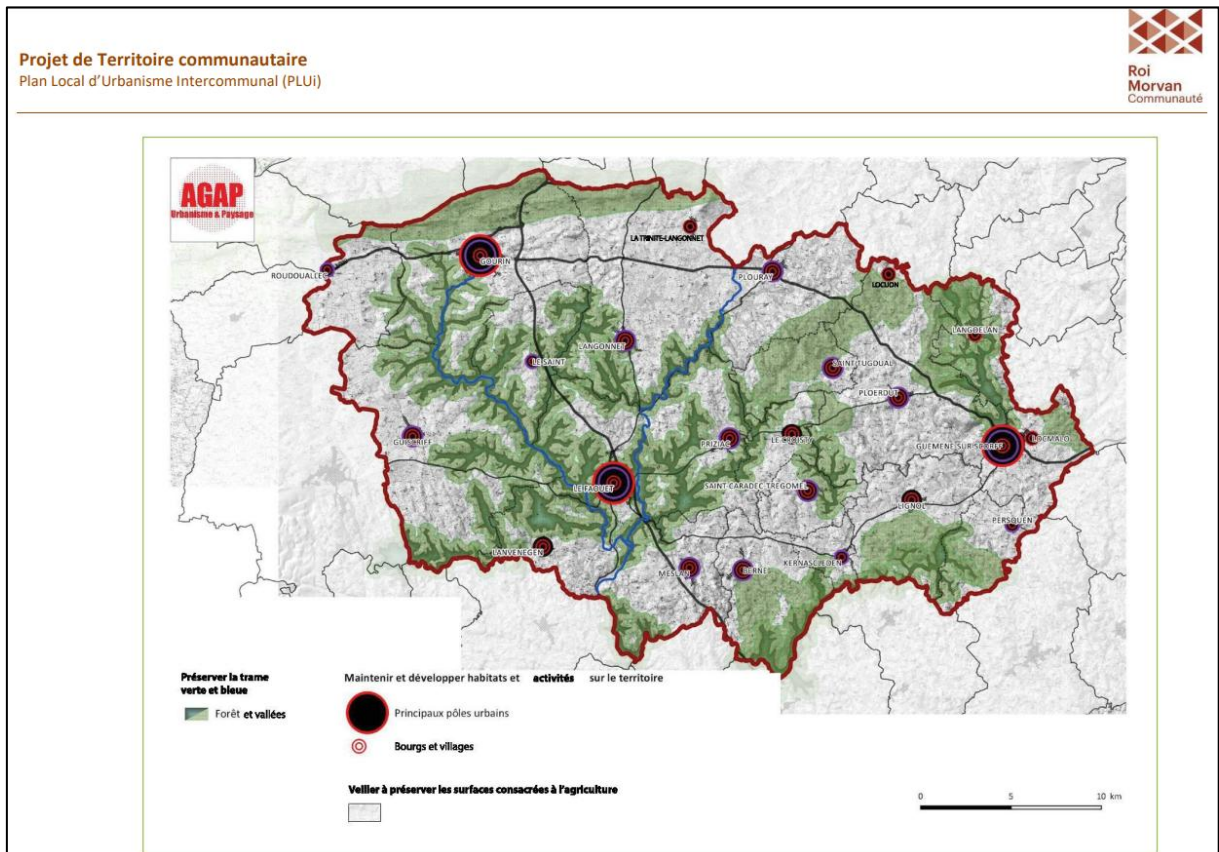 Projet de Territoire communautaire
Plan Local d'Urbanisme Intercommunal (PLUi)
Roi
Morvan
Communauté
AGAP
Urbanisme & Paysage
LA TRINITE-LANGONNET
GOURIN
ROUDOUALLEC
PLOURAY
LOCUON
LANGOELAN
LANGONNET
LE SAINT
SAINT-TUGDUAL
PLOERDUT
GUISCRIFF
PRIZIAC
LE CROISTY
GUEMENE-SUR-SCORFF
LOCMALO
LE FAOUET
SAINT-CARADEC-TREGOMEL
LIGNOL
PERSQUEN
LANVENEGEN
MESLAN
BERNE
KERNASCLEDEN
Préserver la trame
verte et bleue
Forêt et vallées
Maintenir et développer habitats et activités sur le territoire
Principaux pôles urbains
Bourgs et villages
Veiller à préserver les surfaces consacrées à l'agriculture
0 5 10 km